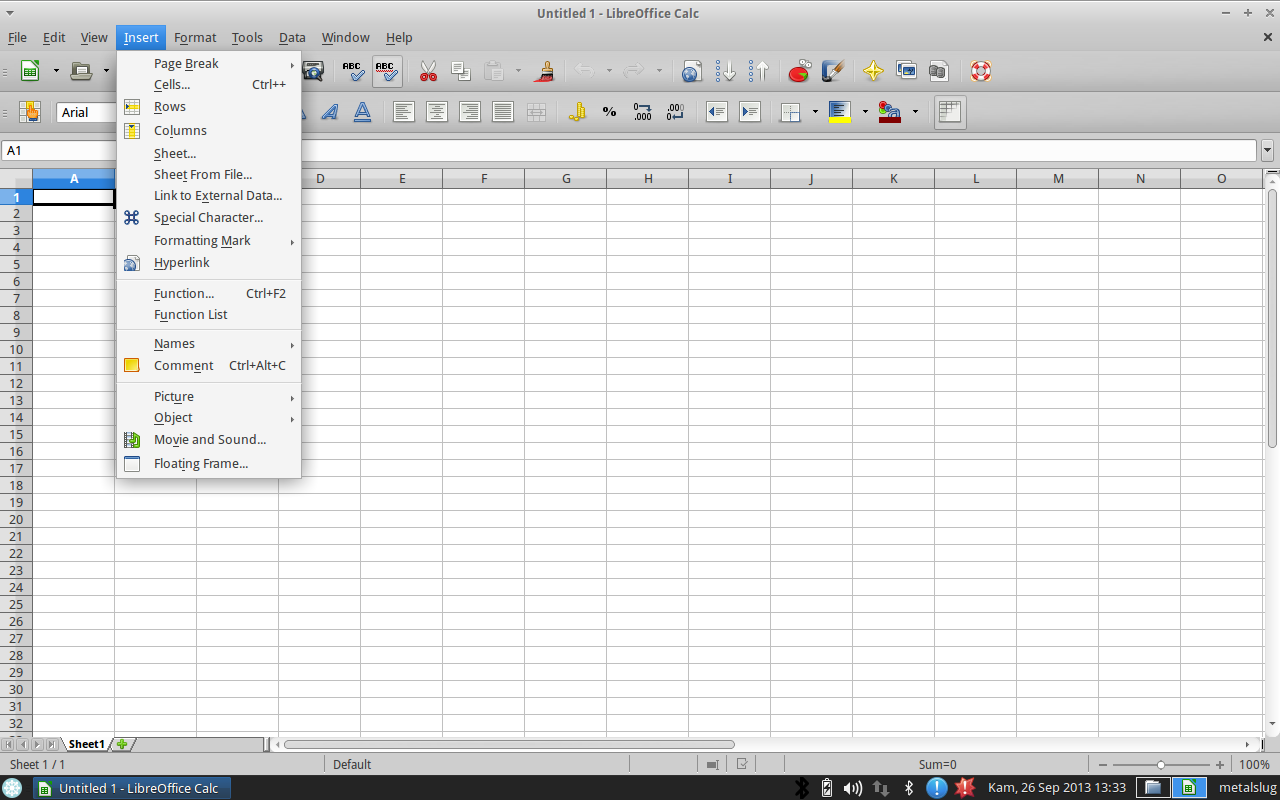 Untitled 1 - LibreOffice Calc
File Edit View Insert Format Tools Data Window Help
Page Break
Cells... Ctrl++
Rows
Columns
Sheet...
Sheet From File...
Link to External Data...
Special Character...
Formatting Mark
Hyperlink
Function... Ctrl+F2
Function List
Names
Comment Ctrl+Alt+C
Picture
Object
Movie and Sound...
Floating Frame...
ABC ABC
Arial
A A % .000 .000
A1
A D E F G H I J K L M N O
1
2
3
4
5
6
7
8
9
10
11
12
13
14
15
16
17
18
19
20
21
22
23
24
25
26
27
28
29
30
31
32
Sheet1
Sheet 1 / 1 Default Sum=0 100%
Untitled 1 - LibreOffice Calc Kam, 26 Sep 2013 13:33 metalslug